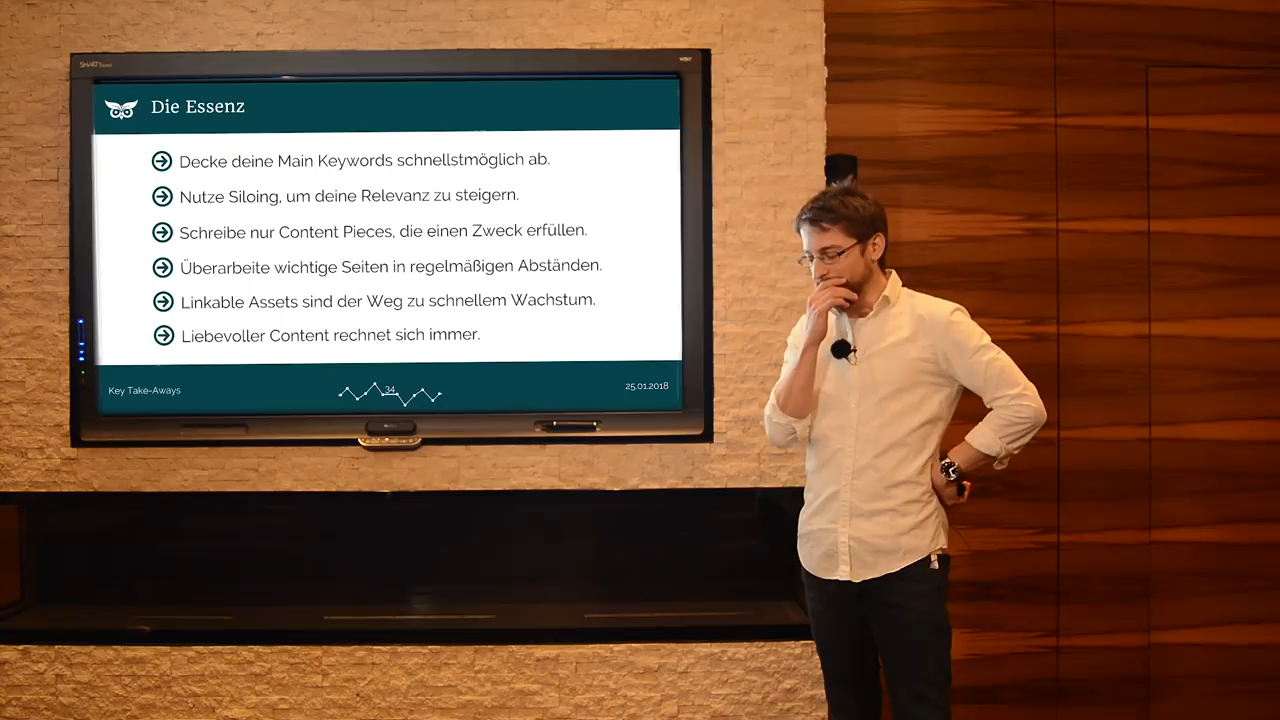 SMART Board
Die Essenz
Decke deine Main Keywords schnellstmöglich ab.
Nutze Siloing, um deine Relevanz zu steigern.
Schreibe nur Content Pieces, die einen Zweck erfüllen.
Überarbeite wichtige Seiten in regelmäßigen Abständen.
Linkable Assets sind der Weg zu schnellem Wachstum.
Liebevoller Content rechnet sich immer.
Key Take-Aways
34
25.01.2018